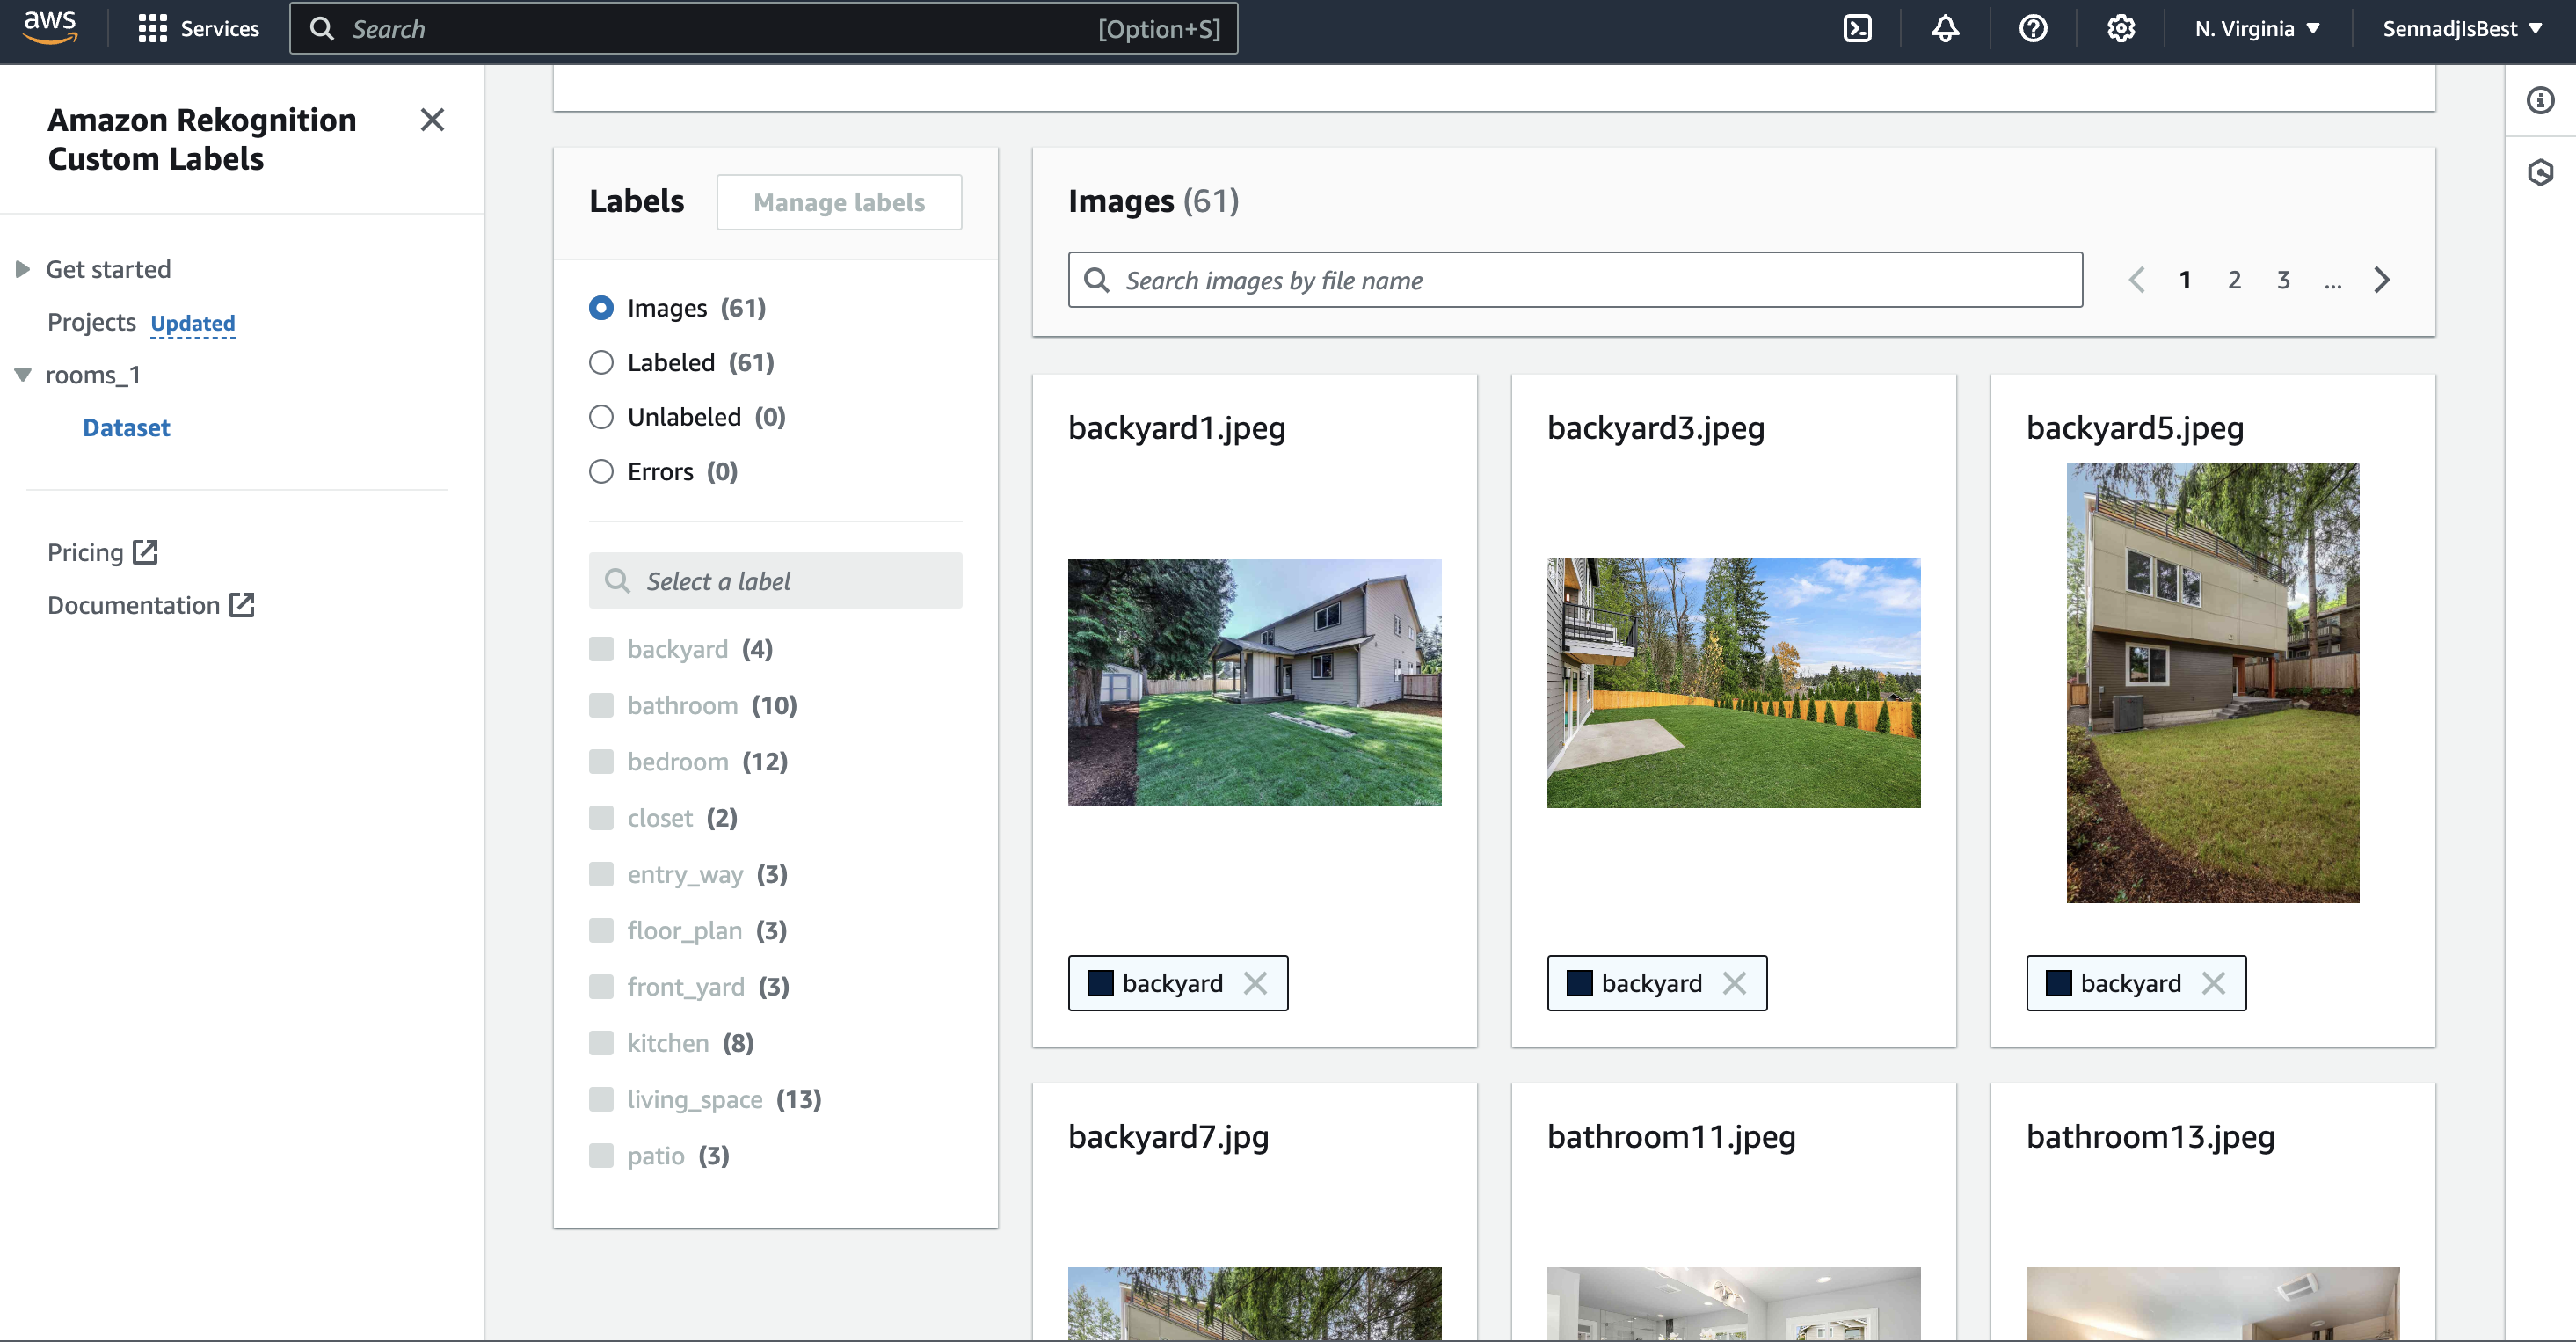 aws
Services
Search
[Option+S]
N. Virginia
SennadjIsBest
Amazon Rekognition
Custom Labels
Get started
Projects Updated
rooms_1
Dataset
Pricing
Documentation
Labels
Manage labels
Images (61)
Labeled (61)
Unlabeled (0)
Errors (0)
Select a label
backyard (4)
bathroom (10)
bedroom (12)
closet (2)
entry_way (3)
floor_plan (3)
front_yard (3)
kitchen (8)
living_space (13)
patio (3)
Images (61)
Search images by file name
1 2 3 ...
backyard1.jpeg
backyard
backyard3.jpeg
backyard
backyard5.jpeg
backyard
backyard7.jpg
bathroom11.jpeg
bathroom13.jpeg